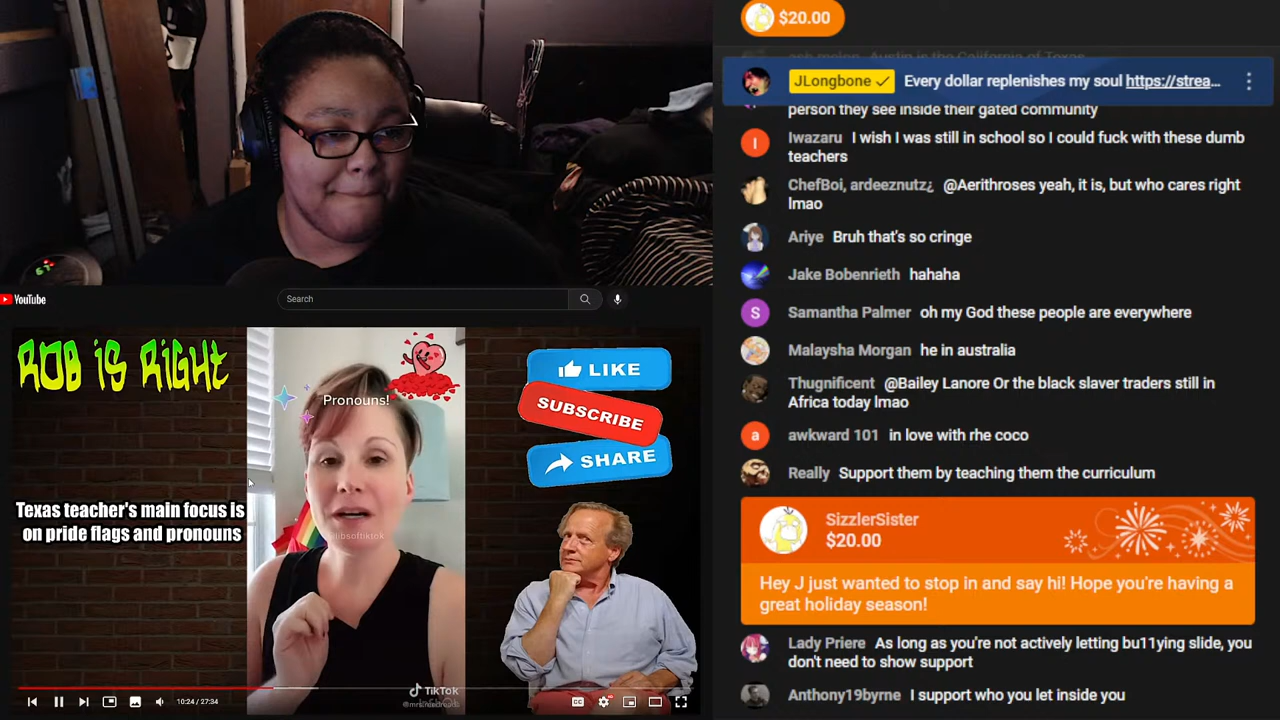 $20.00
JLongbone Every dollar replenishes my soul https://strea...
person they see inside their gated community
I
Iwazaru I wish I was still in school so I could fuck with these dumb
teachers
ChefBoi, ardeeznutz¿ @Aerithroses yeah, it is, but who cares right
lmao
Ariye Bruh that's so cringe
Jake Bobenrieth hahaha
S
Samantha Palmer oh my God these people are everywhere
Malaysha Morgan he in australia
Thugnificent @Bailey Lanore Or the black slaver traders still in
Africa today lmao
a
awkward 101 in love with rhe coco
Really Support them by teaching them the curriculum
SizzlerSister
$20.00
Hey J just wanted to stop in and say hi! Hope you're having a
great holiday season!
Lady Priere As long as you're not actively letting bu11ying slide, you
don't need to show support
Anthony19byrne I support who you let inside you
YouTube
Search
ROB iS RiGHT
Texas teacher's main focus is
on pride flags and pronouns
Pronouns!
libsoftiktok
TikTok
LIKE
SUBSCRIBE
SHARE
10:24 / 27:34
CC